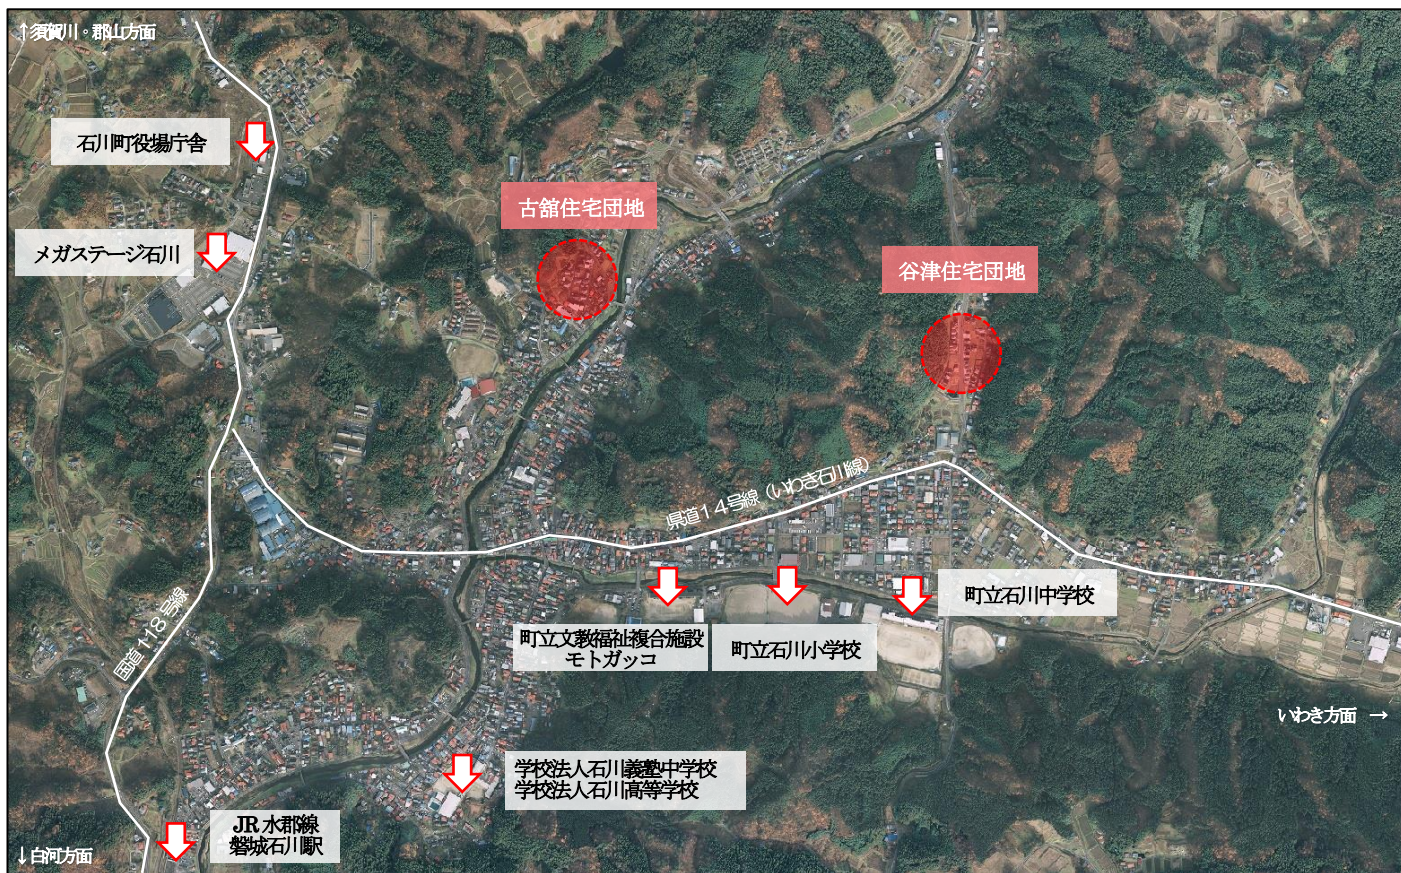 ↑須賀川・郡山方面
石川町役場庁舎
メガステージ石川
古舘住宅団地
谷津住宅団地
県道14号線（いわき石川線）
国道118号線
町立石川中学校
町立文教福祉複合施設
モトガッコ
町立石川小学校
いわき方面　→
学校法人石川義塾中学校
学校法人石川高等学校
JR 水郡線
磐城石川駅
↓白河方面